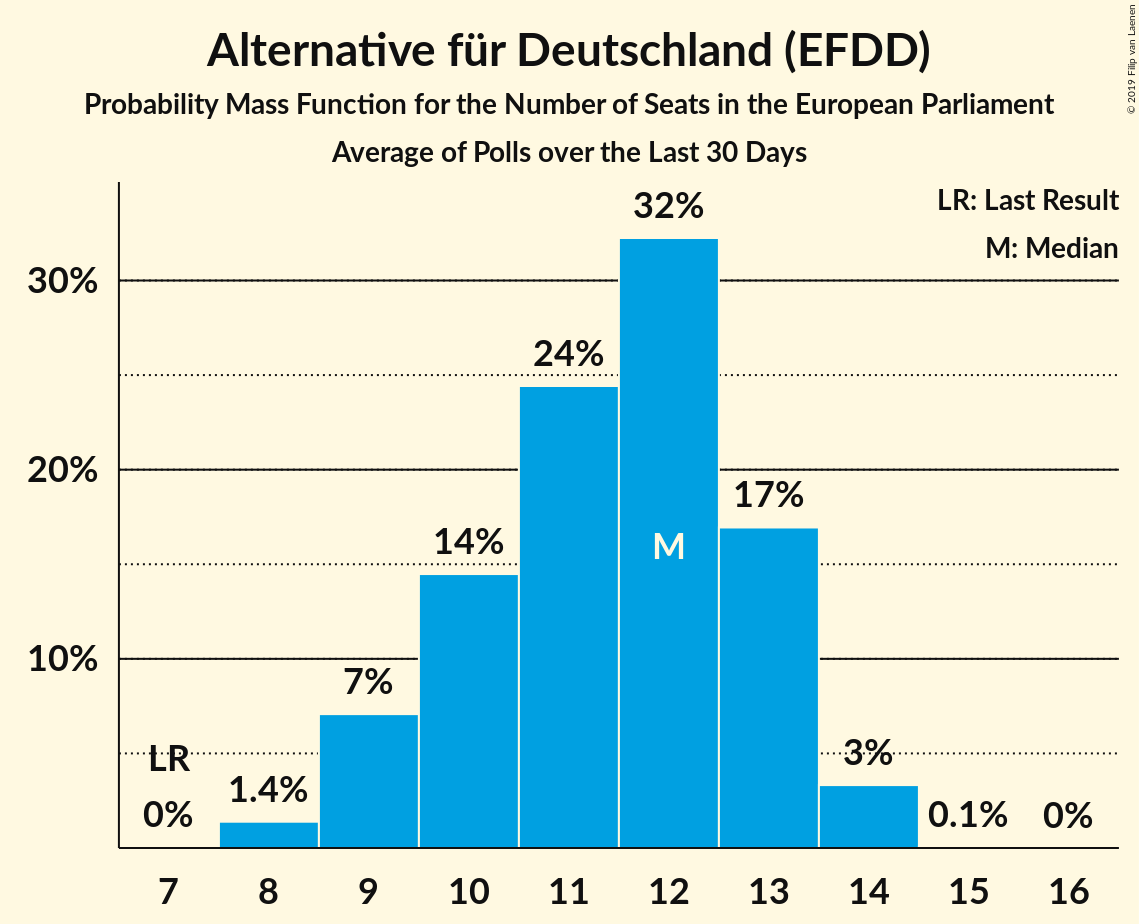 Alternative für Deutschland (EFDD)
Probability Mass Function for the Number of Seats in the European Parliament
Average of Polls over the Last 30 Days
© 2019 Filip van Laenen
LR: Last Result
M: Median
32%
30%
24%
20%
17%
14%
M
10%
7%
LR
3%
1.4%
0%
0.1%
0%
7 8 9 10 11 12 13 14 15 16